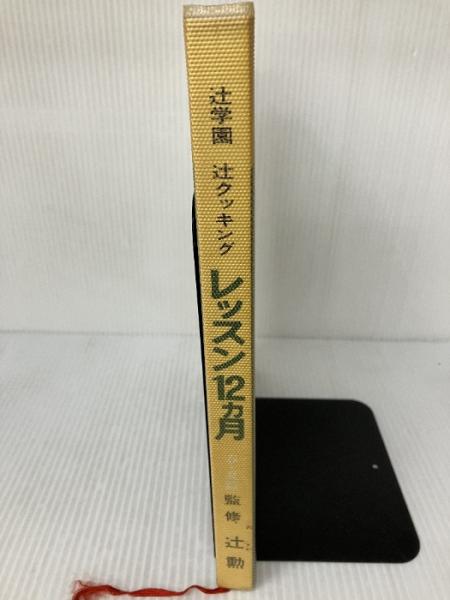 辻学園 辻クッキング
レッスン12カ月
監修 辻勲